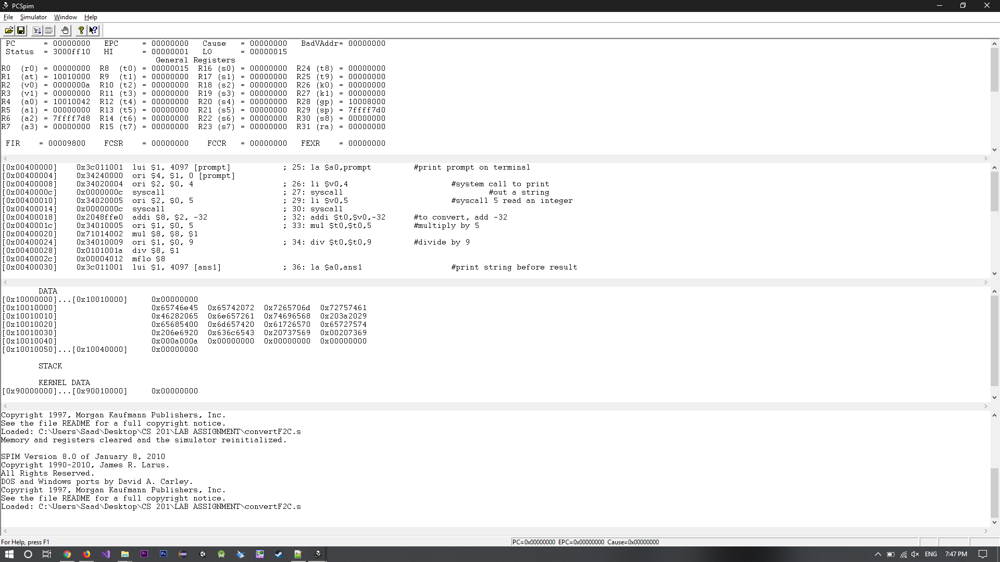 PCSpim
File Simulator Window Help
PC = 00000000 EPC = 00000000 Cause = 00000000 BadVAddr= 00000000
Status = 3000ff10 HI = 00000001 LO = 00000015
General Registers
R0 (r0) = 00000000 R8 (t0) = 00000015 R16 (s0) = 00000000 R24 (t8) = 00000000
R1 (at) = 10010000 R9 (t1) = 00000000 R17 (s1) = 00000000 R25 (t9) = 00000000
R2 (v0) = 0000000a R10 (t2) = 00000000 R18 (s2) = 00000000 R26 (k0) = 00000000
R3 (v1) = 00000000 R11 (t3) = 00000000 R19 (s3) = 00000000 R27 (k1) = 00000000
R4 (a0) = 10010042 R12 (t4) = 00000000 R20 (s4) = 00000000 R28 (gp) = 10008000
R5 (a1) = 00000000 R13 (t5) = 00000000 R21 (s5) = 00000000 R29 (sp) = 7ffff7d0
R6 (a2) = 7ffff7d8 R14 (t6) = 00000000 R22 (s6) = 00000000 R30 (s8) = 00000000
R7 (a3) = 00000000 R15 (t7) = 00000000 R23 (s7) = 00000000 R31 (ra) = 00000000
FIR = 00009800 FCSR = 00000000 FCCR = 00000000 FEXR = 00000000
[0x00400000] 0x3c011001 lui $1, 4097 [prompt] ; 25: la $a0,prompt #print prompt on terminal
[0x00400004] 0x34240000 ori $4, $1, 0 [prompt]
[0x00400008] 0x34020004 ori $2, $0, 4 ; 26: li $v0,4 #system call to print
[0x0040000c] 0x0000000c syscall ; 27: syscall #out a string
[0x00400010] 0x34020005 ori $2, $0, 5 ; 29: li $v0,5 #syscall 5 read an integer
[0x00400014] 0x0000000c syscall ; 30: syscall
[0x00400018] 0x2048ffe0 addi $8, $2, -32 ; 32: addi $t0,$v0,-32 #to convert, add -32
[0x0040001c] 0x34010005 ori $1, $0, 5 ; 33: mul $t0,$t0,5 #multiply by 5
[0x00400020] 0x71014002 mul $8, $8, $1
[0x00400024] 0x34010009 ori $1, $0, 9 ; 34: div $t0,$t0,9 #divide by 9
[0x00400028] 0x0101001a div $8, $1
[0x0040002c] 0x00004012 mflo $8
[0x00400030] 0x3c011001 lui $1, 4097 [ans1] ; 36: la $a0,ans1 #print string before result
DATA
[0x10000000]...[0x10010000] 0x00000000
[0x10010000] 0x65746e45 0x65742072 0x7265706d 0x72757461
[0x10010010] 0x46282065 0x6e657261 0x74696568 0x203a2029
[0x10010020] 0x65685400 0x6d657420 0x61726570 0x65727574
[0x10010030] 0x206e6920 0x636c6543 0x20737569 0x00207369
[0x10010040] 0x000a000a 0x00000000 0x00000000 0x00000000
[0x10010050]...[0x10040000] 0x00000000
STACK
KERNEL DATA
[0x90000000]...[0x90010000] 0x00000000
Copyright 1997, Morgan Kaufmann Publishers, Inc.
See the file README for a full copyright notice.
Loaded: C:\Users\Saad\Desktop\CS 201\LAB ASSIGNMENT\convertF2C.s
Memory and registers cleared and the simulator reinitialized.
SPIM Version 8.0 of January 8, 2010
Copyright 1990-2010, James R. Larus.
All Rights Reserved.
DOS and Windows ports by David A. Carley.
Copyright 1997, Morgan Kaufmann Publishers, Inc.
See the file README for a full copyright notice.
Loaded: C:\Users\Saad\Desktop\CS 201\LAB ASSIGNMENT\convertF2C.s
For Help, press F1 PC=0x00000000 EPC=0x00000000 Cause=0x00000000
Pr Ps ENG 7:47 PM